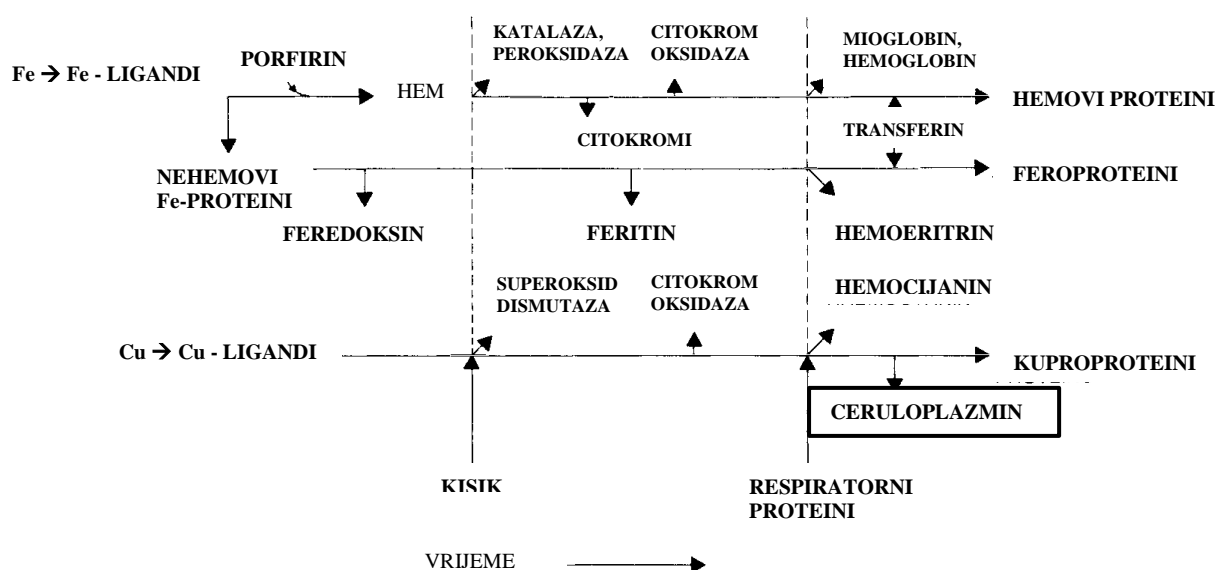 KATALAZA,
PEROKSIDAZA
CITOKROM
OKSIDAZA
MIOGLOBIN,
HEMOGLOBIN
Fe → Fe - LIGANDI
PORFIRIN
HEM
HEMOVI PROTEINI
CITOKROMI
TRANSFERIN
NEHEMOVI
Fe-PROTEINI
FEROPROTEINI
FEREDOKSIN
FERITIN
HEMOERITRIN
SUPEROKSID
DISMUTAZA
CITOKROM
OKSIDAZA
HEMOCIJANIN
Cu → Cu - LIGANDI
KUPROPROTEINI
CERULOPLAZMIN
KISIK
RESPIRATORNI
PROTEINI
VRIJEME